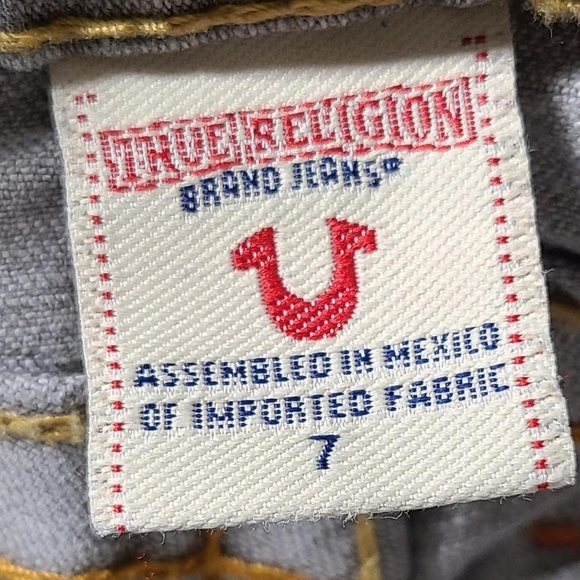 TRUE RELIGION
BRAND JEANS®
ASSEMBLED IN MEXICO
OF IMPORTED FABRIC
7